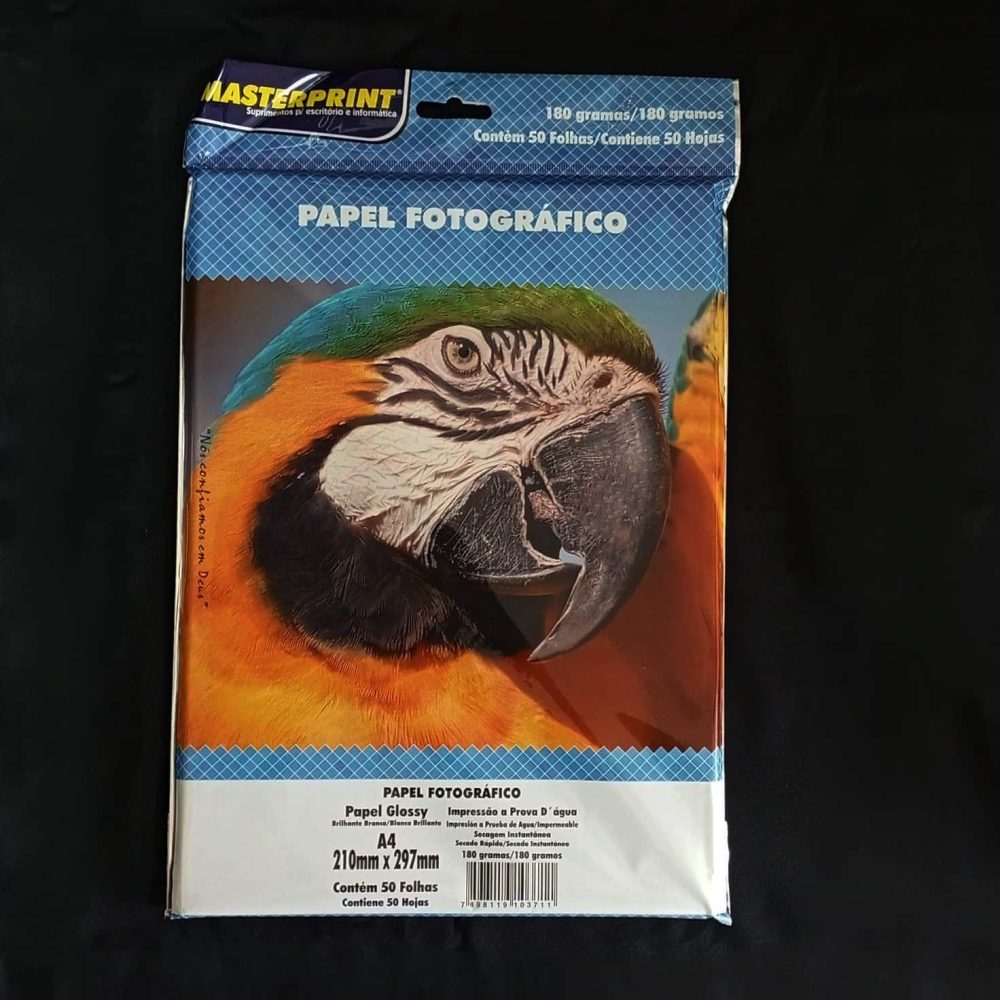 MASTERPRINT®
Suprimentos p/ escritório e informática
180 gramas/180 gramos
Contém 50 Folhas/Contiene 50 Hojas
PAPEL FOTOGRÁFICO
"Nós confiamos em Deus"
PAPEL FOTOGRÁFICO
Papel Glossy
Brilhante Branco/Blanco Brillante
A4
210mm x 297mm
Contém 50 Folhas
Contiene 50 Hojas
Impressão a Prova D´água
Impresión a Prueba de Agua/Impermeable
Secagem Instantânea
Secado Rápido/Secado Instantáneo
180 gramas/180 gramos
7 898119 103711